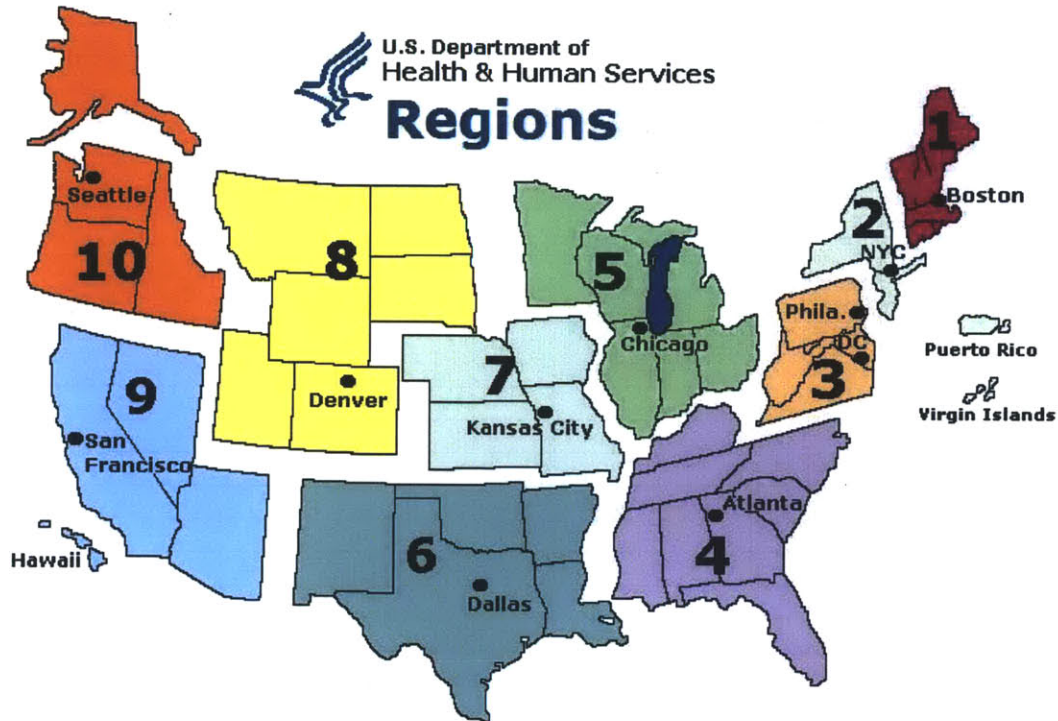 U.S. Department of
Health & Human Services
Regions
1
Boston
2
NYC
Seattle
10
8
5
Phila.
DC
3
Puerto Rico
Virgin Islands
Chicago
7
Kansas City
Denver
9
San
Francisco
Hawaii
6
Dallas
Atlanta
4